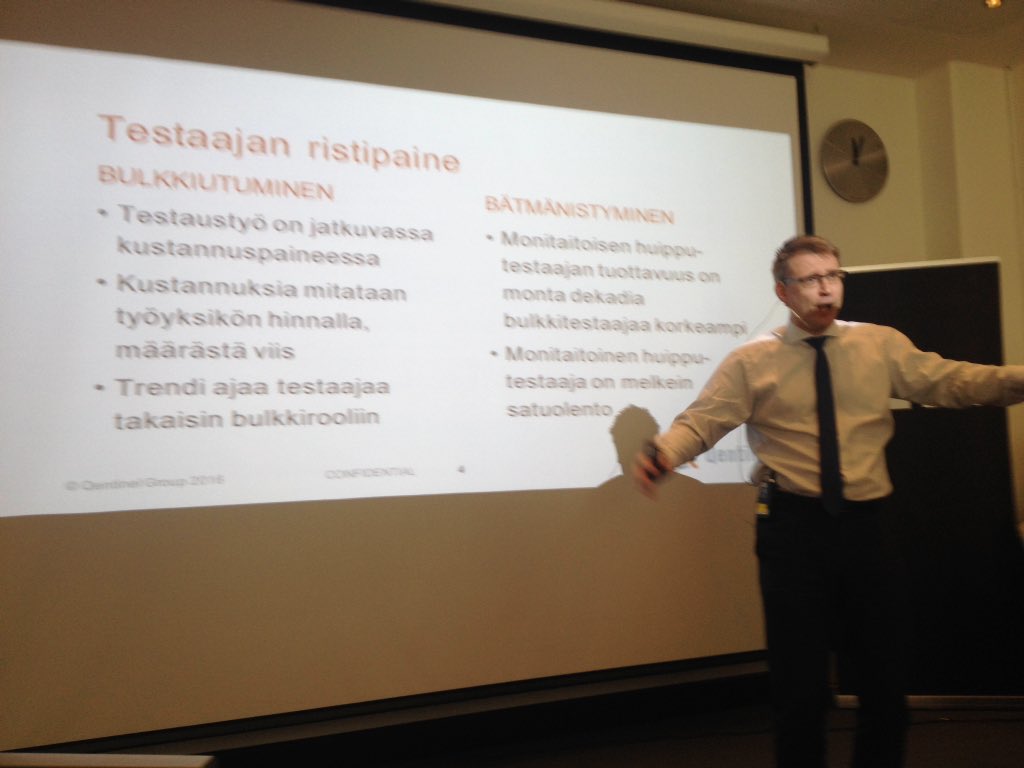 Testaajan ristipaine
BULKKIUTUMINEN
• Testaustyö on jatkuvassa
kustannuspaineessa
• Kustannuksia mitataan
työyksikön hinnalla,
määrästä viis
• Trendi ajaa testaajaa
takaisin bulkkirooliin
BÄTMÄNISTYMINEN
• Monitaitoisen huippu-
testaajan tuottavuus on
monta dekadia
bulkkitestaajaa korkeampi
• Monitaitoinen huippu-
testaaja on melkein
satuolento
© Qentinel Group 2016
CONFIDENTIAL
4